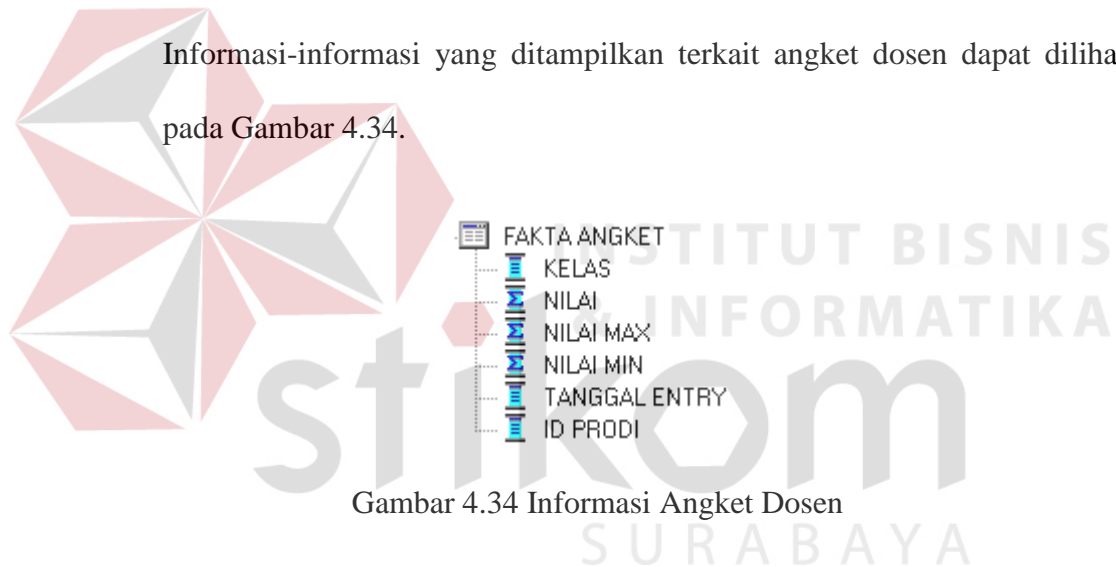 Informasi-informasi yang ditampilkan terkait angket dosen dapat diliha
pada Gambar 4.34.
FAKTA ANGKET
KELAS
NILAI
NILAI MAX
NILAI MIN
TANGGAL ENTRY
ID PRODI
Gambar 4.34 Informasi Angket Dosen
INSTITUT BISNIS
& INFORMATIKA
stikom
SURABAYA